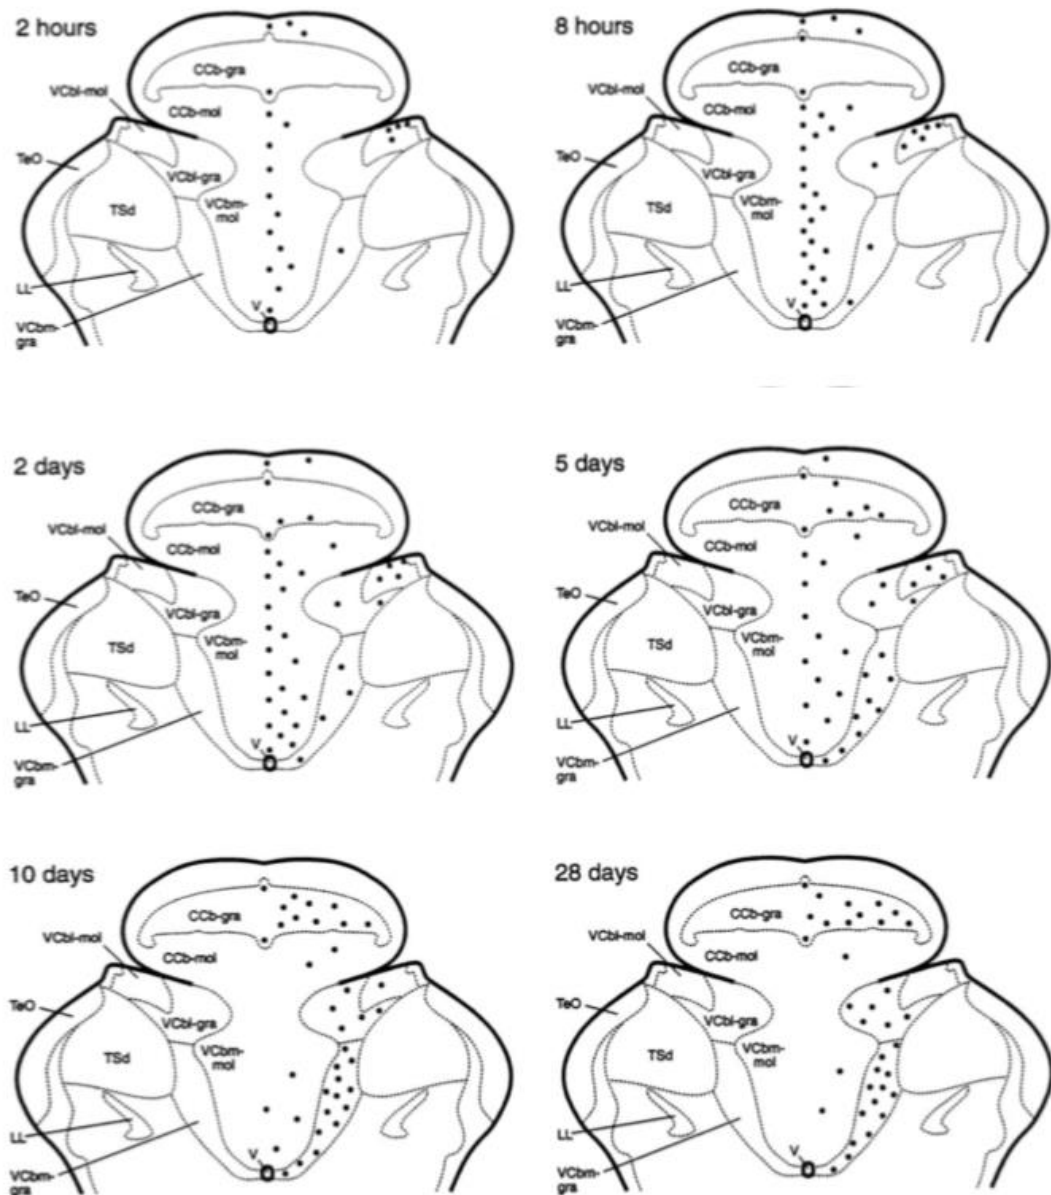 2 hours
CCb-gra
VCbl-mol
CCb-mol
TeO
VCbl-gra
VCbm-
mol
TSd
LL
V
VCbm-
gra
8 hours
CCb-gra
VCbl-mol
CCb-mol
TeO
VCbl-gra
VCbm-
mol
TSd
LL
V
VCbm-
gra
2 days
CCb-gra
VCbl-mol
CCb-mol
TeO
VCbl-gra
VCbm-
mol
TSd
LL
V
VCbm-
gra
5 days
CCb-gra
VCbl-mol
CCb-mol
TeO
VCbl-gra
VCbm-
mol
TSd
LL
V
VCbm-
gra
10 days
CCb-gra
VCbl-mol
CCb-mol
TeO
VCbl-gra
VCbm-
mol
TSd
LL
V
VCbm-
gra
28 days
CCb-gra
VCbl-mol
CCb-mol
TeO
VCbl-gra
VCbm-
mol
TSd
LL
V
VCbm-
gra